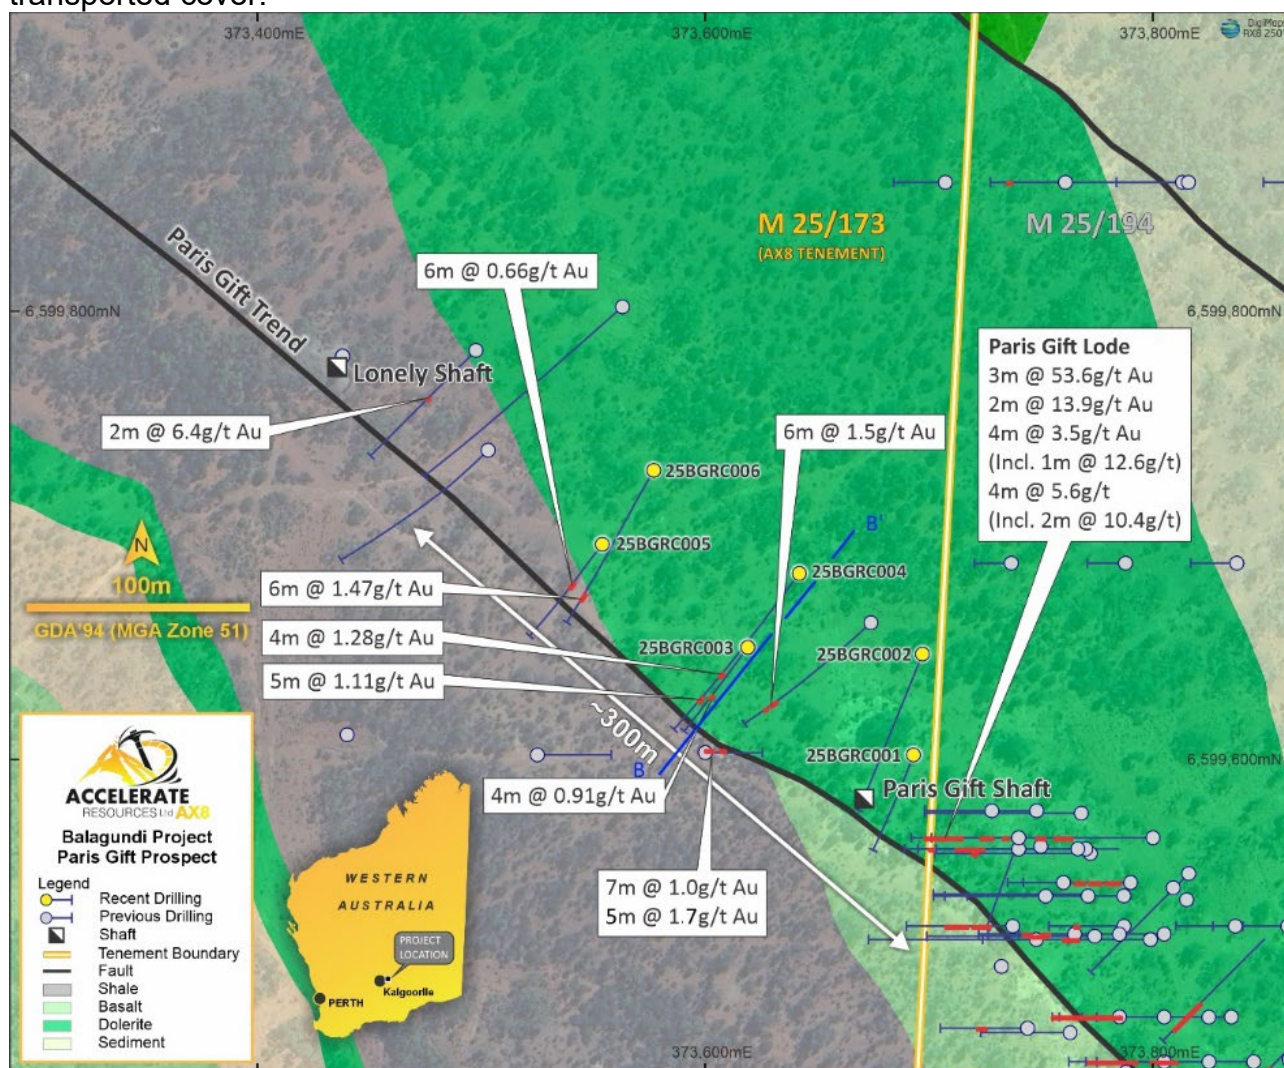 transported cover.
373,400mE
373,600mE
373,800mE
DigiMaps
M 25/173
(AX8 TENEMENT)
M 25/194
Paris Gift Trend
6m @ 0.66g/t Au
6,599,800mN
6,599,800mN
Lonely Shaft
Paris Gift Lode
3m @ 53.6g/t Au
2m @ 13.9g/t Au
4m @ 3.5g/t Au
(Incl. 1m @ 12.6g/t)
4m @ 5.6g/t
(Incl. 2m @ 10.4g/t)
2m @ 6.4g/t Au
6m @ 1.5g/t Au
25BGRC006
B'
25BGRC005
25BGRC004
N
100m
GDA'94 (MGA Zone 51)
6m @ 1.47g/t Au
4m @ 1.28g/t Au
5m @ 1.11g/t Au
25BGRC003
25BGRC002
~300m
25BGRC001
B
6,599,600mN
Paris Gift Shaft
4m @ 0.91g/t Au
7m @ 1.0g/t Au
5m @ 1.7g/t Au
ACCELERATE
RESOURCES Ltd AX8
Balagundi Project
Paris Gift Prospect
Legend
Recent Drilling
Previous Drilling
Shaft
Tenement Boundary
Fault
Shale
Basalt
Dolerite
Sediment
WESTERN
AUSTRALIA
PROJECT
LOCATION
Kalgoorlie
PERTH
373,600mE
373,800mE